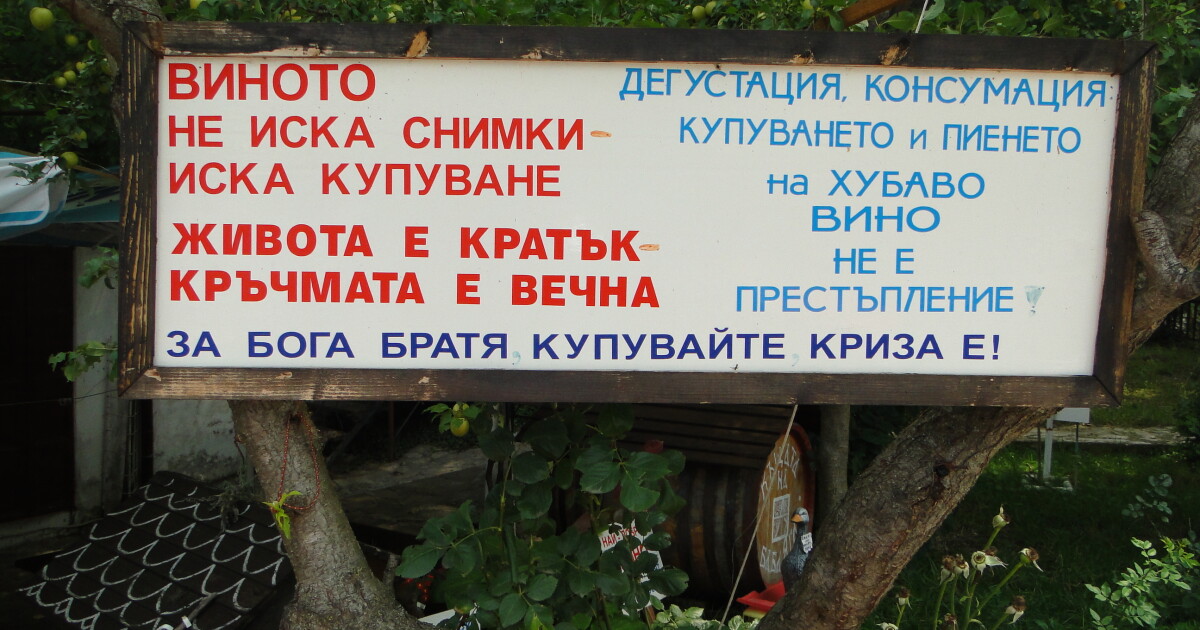 ВИНОТО
НЕ ИСКА СНИМКИ-
ИСКА КУПУВАНЕ
ЖИВОТА Е КРАТЪК-
КРЪЧМАТА Е ВЕЧНА
ДЕГУСТАЦИЯ, КОНСУМАЦИЯ
КУПУВАНЕТО и ПИЕНЕТО
на ХУБАВО
ВИНО
НЕ Е
ПРЕСТЪПЛЕНИЕ!
ЗА БОГА БРАТЯ КУПУВАЙТЕ КРИЗА Е!